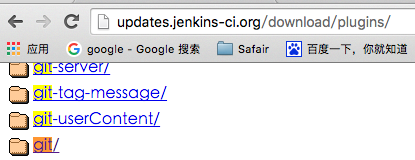 updates.jenkins-ci.org/download/plugins/
应用 google - Google 搜索 Safair 百度一下，你就知道
git-server/
git-tag-message/
git-userContent/
git/